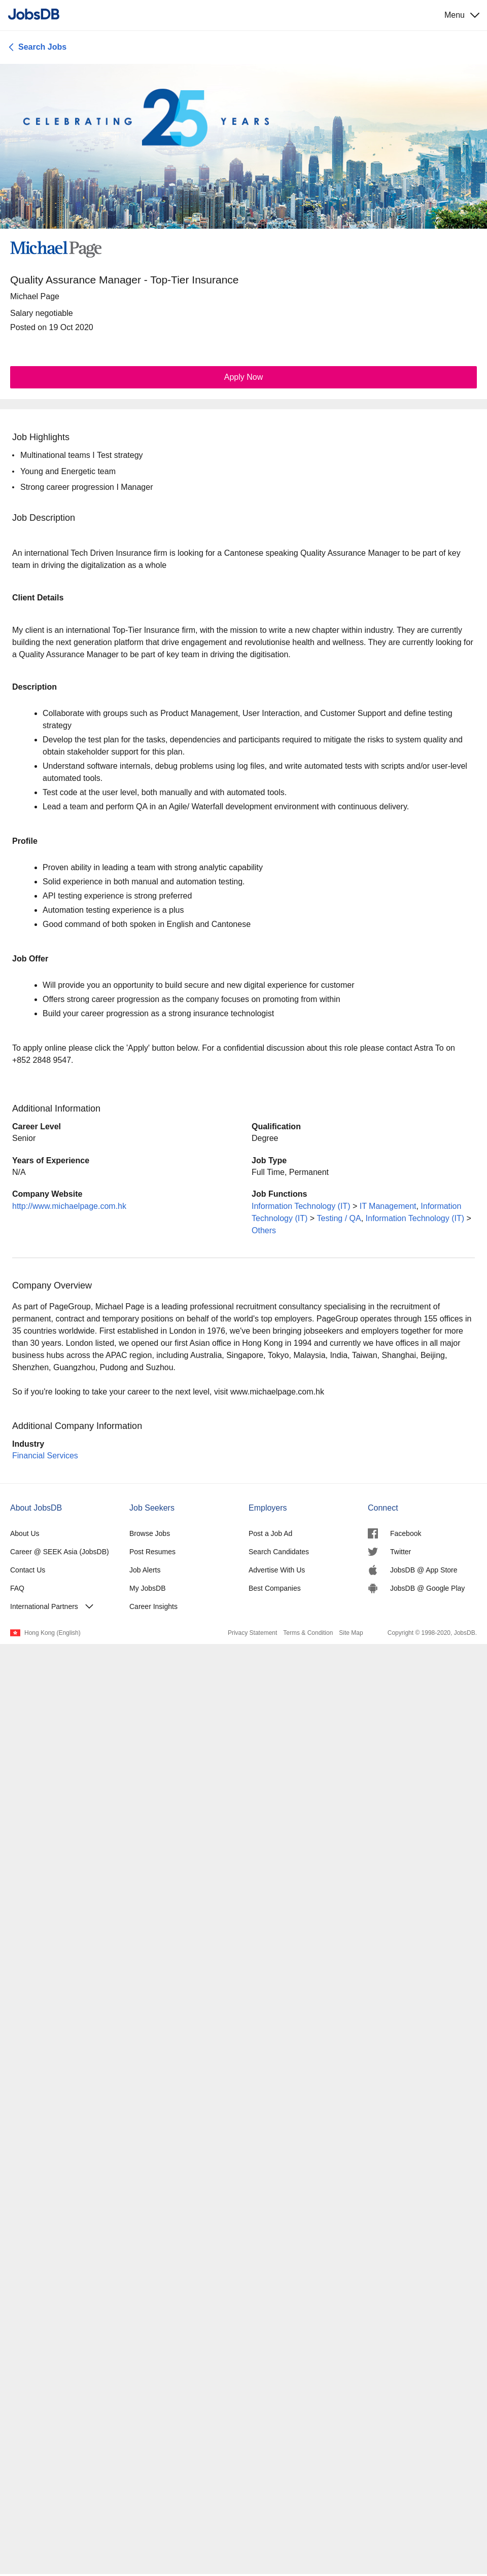 JobsDB
Menu
Search Jobs
CELEBRATING 25 YEARS
Michael Page
Quality Assurance Manager - Top-Tier Insurance
Michael Page
Salary negotiable
Posted on 19 Oct 2020
Apply Now
Job Highlights
• Multinational teams I Test strategy
• Young and Energetic team
• Strong career progression I Manager
Job Description
An international Tech Driven Insurance firm is looking for a Cantonese speaking Quality Assurance Manager to be part of key
team in driving the digitalization as a whole
Client Details
My client is an international Top-Tier Insurance firm, with the mission to write a new chapter within industry. They are currently
building the next generation platform that drive engagement and revolutionise health and wellness. They are currently looking for
a Quality Assurance Manager to be part of key team in driving the digitisation.
Description
• Collaborate with groups such as Product Management, User Interaction, and Customer Support and define testing
strategy
• Develop the test plan for the tasks, dependencies and participants required to mitigate the risks to system quality and
obtain stakeholder support for this plan.
• Understand software internals, debug problems using log files, and write automated tests with scripts and/or user-level
automated tools.
• Test code at the user level, both manually and with automated tools.
• Lead a team and perform QA in an Agile/ Waterfall development environment with continuous delivery.
Profile
• Proven ability in leading a team with strong analytic capability
• Solid experience in both manual and automation testing.
• API testing experience is strong preferred
• Automation testing experience is a plus
• Good command of both spoken in English and Cantonese
Job Offer
• Will provide you an opportunity to build secure and new digital experience for customer
• Offers strong career progression as the company focuses on promoting from within
• Build your career progression as a strong insurance technologist
To apply online please click the 'Apply' button below. For a confidential discussion about this role please contact Astra To on
+852 2848 9547.
Additional Information
Career Level
Senior
Qualification
Degree
Years of Experience
N/A
Job Type
Full Time, Permanent
Company Website
http://www.michaelpage.com.hk
Job Functions
Information Technology (IT) > IT Management, Information
Technology (IT) > Testing / QA, Information Technology (IT) >
Others
Company Overview
As part of PageGroup, Michael Page is a leading professional recruitment consultancy specialising in the recruitment of
permanent, contract and temporary positions on behalf of the world's top employers. PageGroup operates through 155 offices in
35 countries worldwide. First established in London in 1976, we've been bringing jobseekers and employers together for more
than 30 years. London listed, we opened our first Asian office in Hong Kong in 1994 and currently we have offices in all major
business hubs across the APAC region, including Australia, Singapore, Tokyo, Malaysia, India, Taiwan, Shanghai, Beijing,
Shenzhen, Guangzhou, Pudong and Suzhou.
So if you're looking to take your career to the next level, visit www.michaelpage.com.hk
Additional Company Information
Industry
Financial Services
About JobsDB
About Us
Career @ SEEK Asia (JobsDB)
Contact Us
FAQ
International Partners
Job Seekers
Browse Jobs
Post Resumes
Job Alerts
My JobsDB
Career Insights
Employers
Post a Job Ad
Search Candidates
Advertise With Us
Best Companies
Connect
Facebook
Twitter
JobsDB @ App Store
JobsDB @ Google Play
Hong Kong (English)
Privacy Statement Terms & Condition Site Map Copyright © 1998-2020, JobsDB.